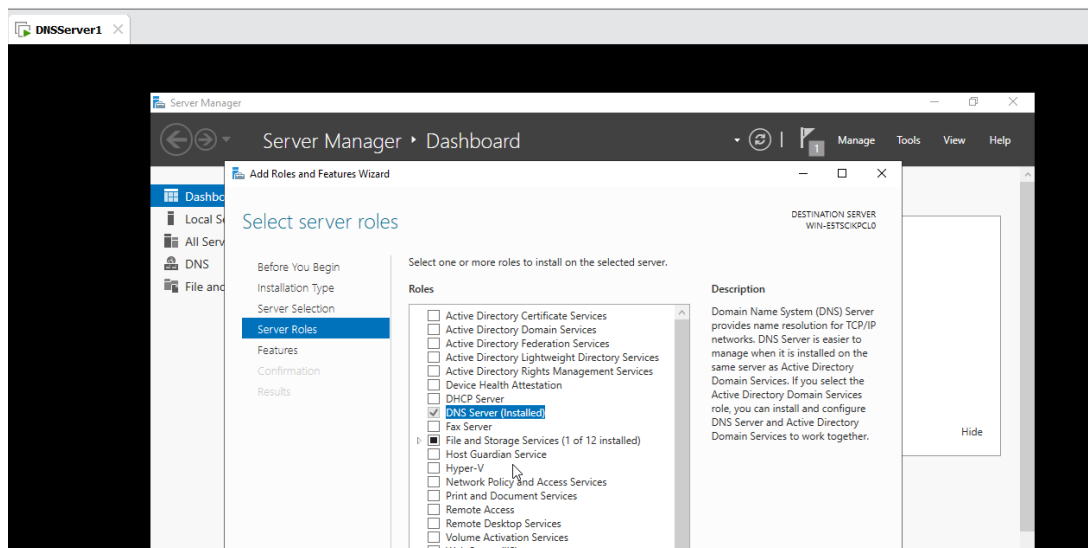 DNSServer1
Server Manager
Server Manager • Dashboard
1
Manage
Tools
View
Help
Add Roles and Features Wizard
Dashbo
Local Se
All Serv
DNS
File and
Select server roles
DESTINATION SERVER
WIN-E5TSCIKPCL0
Before You Begin
Installation Type
Server Selection
Server Roles
Features
Confirmation
Results
Select one or more roles to install on the selected server.
Roles
Active Directory Certificate Services
Active Directory Domain Services
Active Directory Federation Services
Active Directory Lightweight Directory Services
Active Directory Rights Management Services
Device Health Attestation
DHCP Server
DNS Server (Installed)
Fax Server
File and Storage Services (1 of 12 installed)
Host Guardian Service
Hyper-V
Network Policy and Access Services
Print and Document Services
Remote Access
Remote Desktop Services
Volume Activation Services
Description
Domain Name System (DNS) Server
provides name resolution for TCP/IP
networks. DNS Server is easier to
manage when it is installed on the
same server as Active Directory
Domain Services. If you select the
Active Directory Domain Services
role, you can install and configure
DNS Server and Active Directory
Domain Services to work together.
Hide